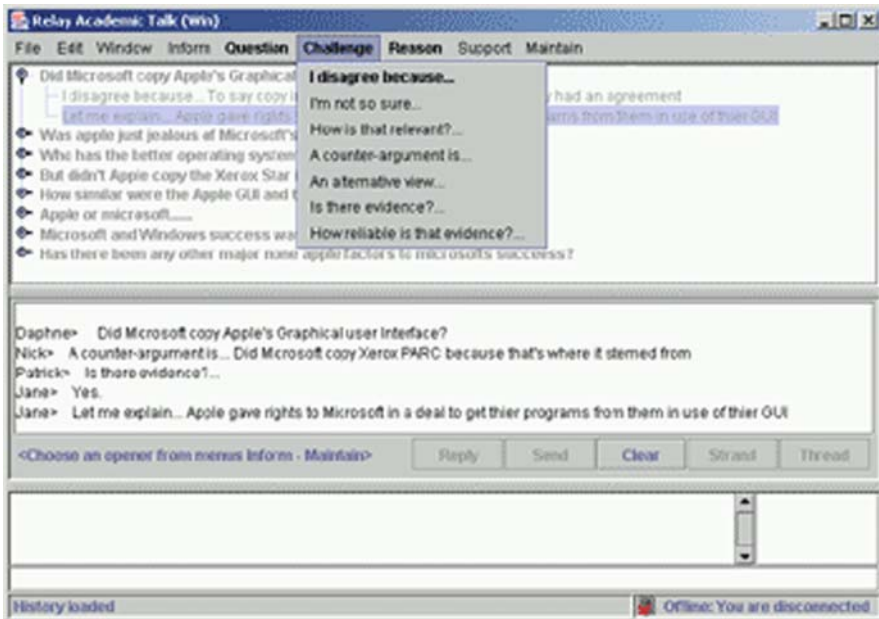 Relay Academic Talk (Win)
File Edit Window Inform Question Challenge Reason Support Maintain
Did Microsoft copy Apple's Graphical
I disagree because... To say copy i y had an agreement
Let me explain... Apple gave rights rams from them in use of thier GUI
Was apple just jealous of Microsoft's
Who has the better operating system
But didn't Apple copy the Xerox Star
How similar were the Apple GUI and t
Apple or microsoft......
Microsoft and Windows success wa
Has there been any other major none apple factors to microsofts success?
I disagree because...
I'm not so sure...
How is that relevant?...
A counter-argument is...
An alternative view...
Is there evidence?...
How reliable is that evidence?...
Daphne> Did Microsoft copy Apple's Graphical user Interface?
Nick> A counter-argument is... Did Microsoft copy Xerox PARC because that's where it stemed from
Patrick> Is there evidence?...
Jane> Yes.
Jane> Let me explain... Apple gave rights to Microsoft in a deal to get thier programs from them in use of thier GUI
<Choose an opener from menus Inform - Maintain> Reply Send Clear Strand Thread
History loaded Offline: You are disconnected